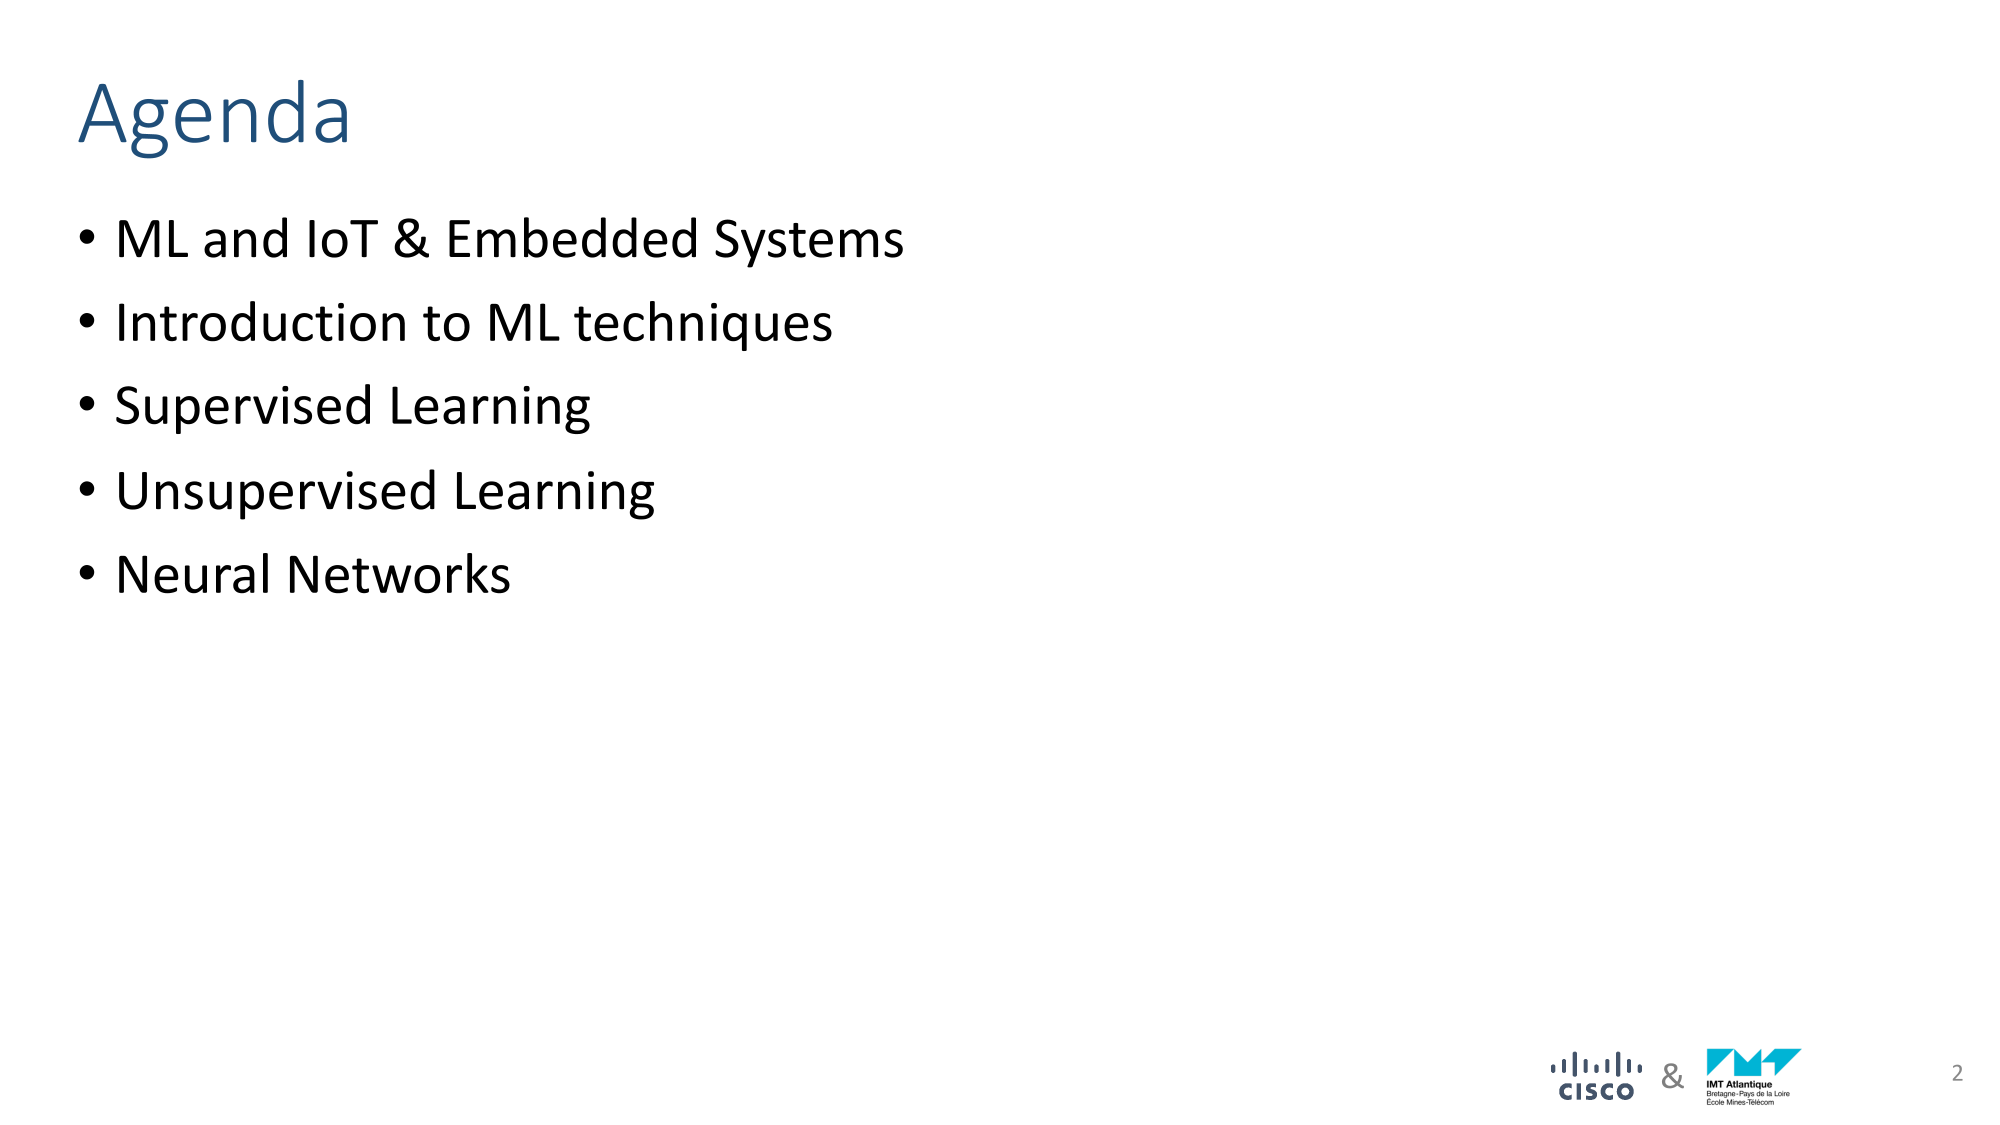 Agenda
• ML and IoT & Embedded Systems
• Introduction to ML techniques
• Supervised Learning
• Unsupervised Learning
• Neural Networks
CISCO
&
IMT Atlantique
Bretagne-Pays de la Loire
École Mines-Télécom
2